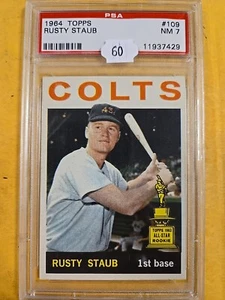 PSA
1964 TOPPS #109
RUSTY STAUB NM 7
11937429
60
COLTS
TOPPS 1963
ALL-STAR
ROOKIE
RUSTY STAUB 1st base